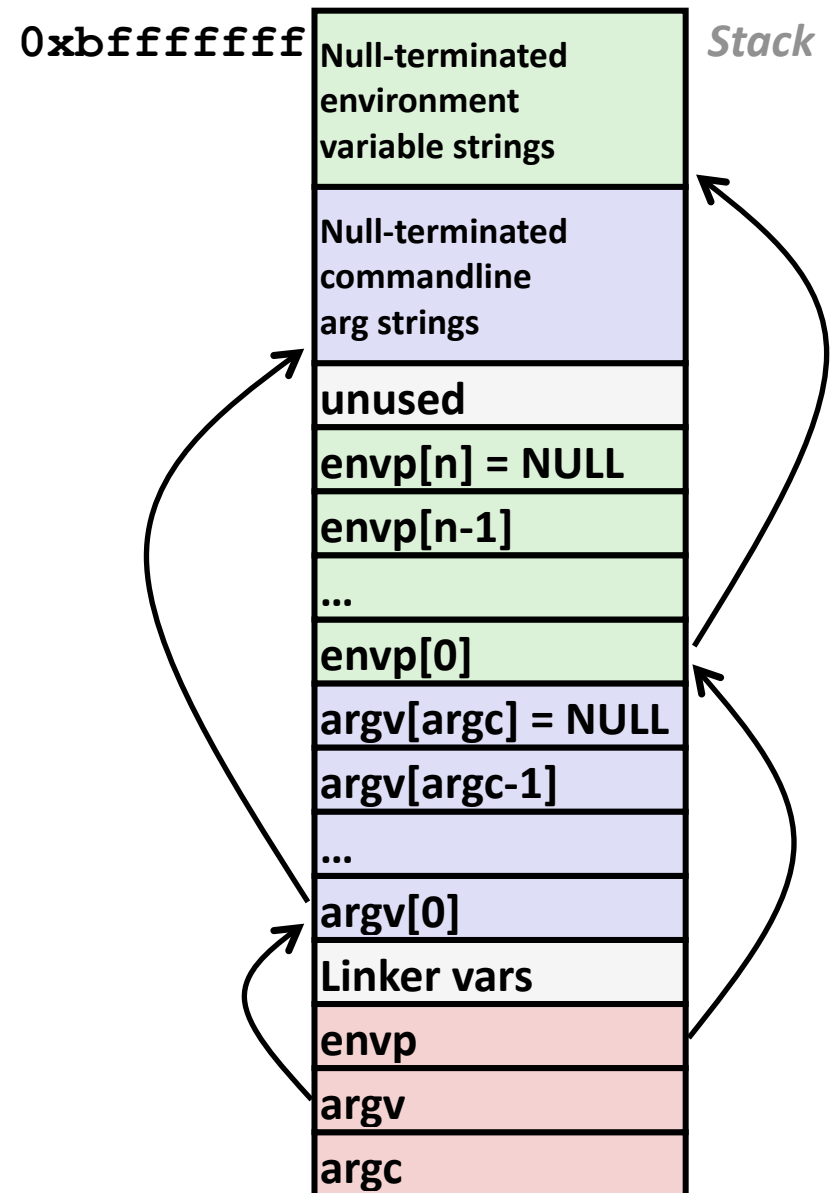 0xbfffffff
Stack
Null-terminated
environment
variable strings
Null-terminated
commandline
arg strings
unused
envp[n] = NULL
envp[n-1]
…
envp[0]
argv[argc] = NULL
argv[argc-1]
…
argv[0]
Linker vars
envp
argv
argc